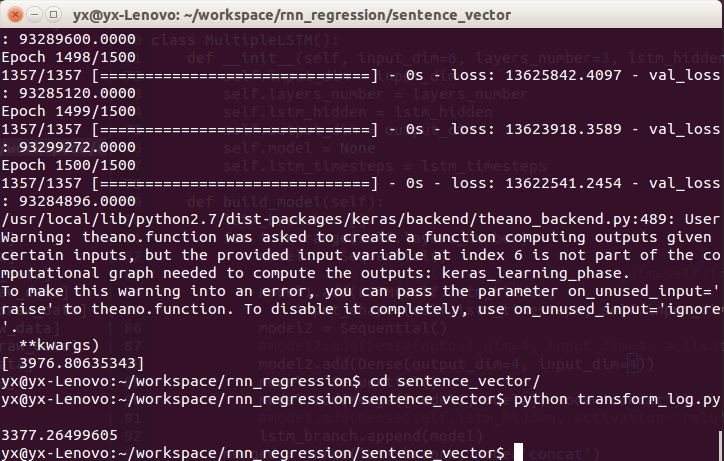 yx@yx-Lenovo: ~/workspace/rnn_regression/sentence_vector
: 93289600.0000
Epoch 1498/1500
1357/1357 [==============================] - 0s - loss: 13625842.4097 - val_loss
: 93285120.0000
Epoch 1499/1500
1357/1357 [==============================] - 0s - loss: 13623918.3589 - val_loss
: 93299272.0000
Epoch 1500/1500
1357/1357 [==============================] - 0s - loss: 13622541.2454 - val_loss
: 93284896.0000
/usr/local/lib/python2.7/dist-packages/keras/backend/theano_backend.py:489: User
Warning: theano.function was asked to create a function computing outputs given
certain inputs, but the provided input variable at index 6 is not part of the co
mputational graph needed to compute the outputs: keras_learning_phase.
To make this warning into an error, you can pass the parameter on_unused_input='
raise' to theano.function. To disable it completely, use on_unused_input='ignore
'.
**kwargs)
[ 3976.80635343]
yx@yx-Lenovo:~/workspace/rnn_regression$ cd sentence_vector/
yx@yx-Lenovo:~/workspace/rnn_regression/sentence_vector$ python transform_log.py
3377.26499605
yx@yx-Lenovo:~/workspace/rnn_regression/sentence_vector$